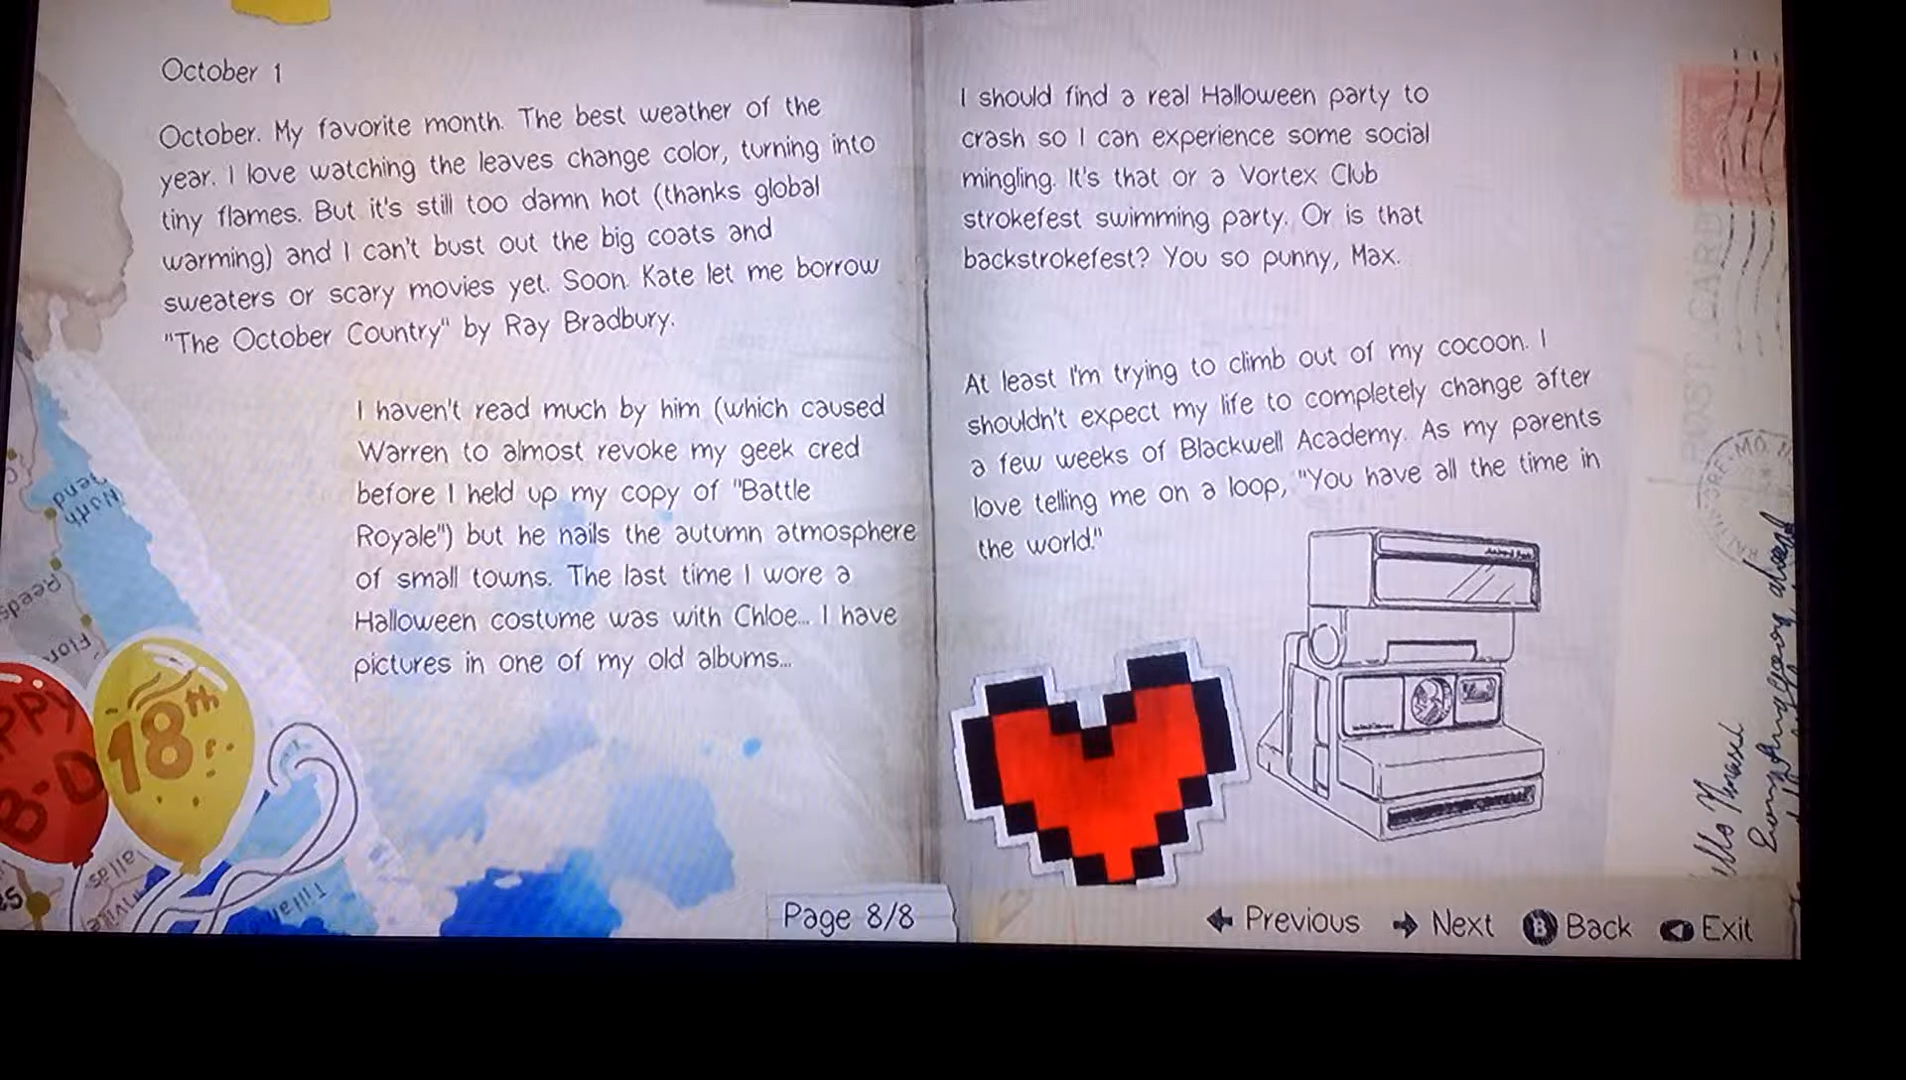 October 1
October. My favorite month. The best weather of the
year. I love watching the leaves change color, turning into
tiny flames. But it's still too damn hot (thanks global
warming) and I can't bust out the big coats and
sweaters or scary movies yet. Soon. Kate let me borrow
"The October Country" by Ray Bradbury.
I haven't read much by him (which caused
Warren to almost revoke my geek cred
before I held up my copy of "Battle
Royale") but he nails the autumn atmosphere
of small towns. The last time I wore a
Halloween costume was with Chloe... I have
pictures in one of my old albums...
North
Bend
Reeds
Flor
PPY
B-D
18th
Tilla
Page 8/8
I should find a real Halloween party to
crash so I can experience some social
mingling. It's that or a Vortex Club
strokefest swimming party. Or is that
backstrokefest? You so punny, Max.
At least I'm trying to climb out of my cocoon. I
shouldn't expect my life to completely change after
a few weeks of Blackwell Academy. As my parents
love telling me on a loop, "You have all the time in
the world."
POST CARD
Previous
Next
B Back
Exit